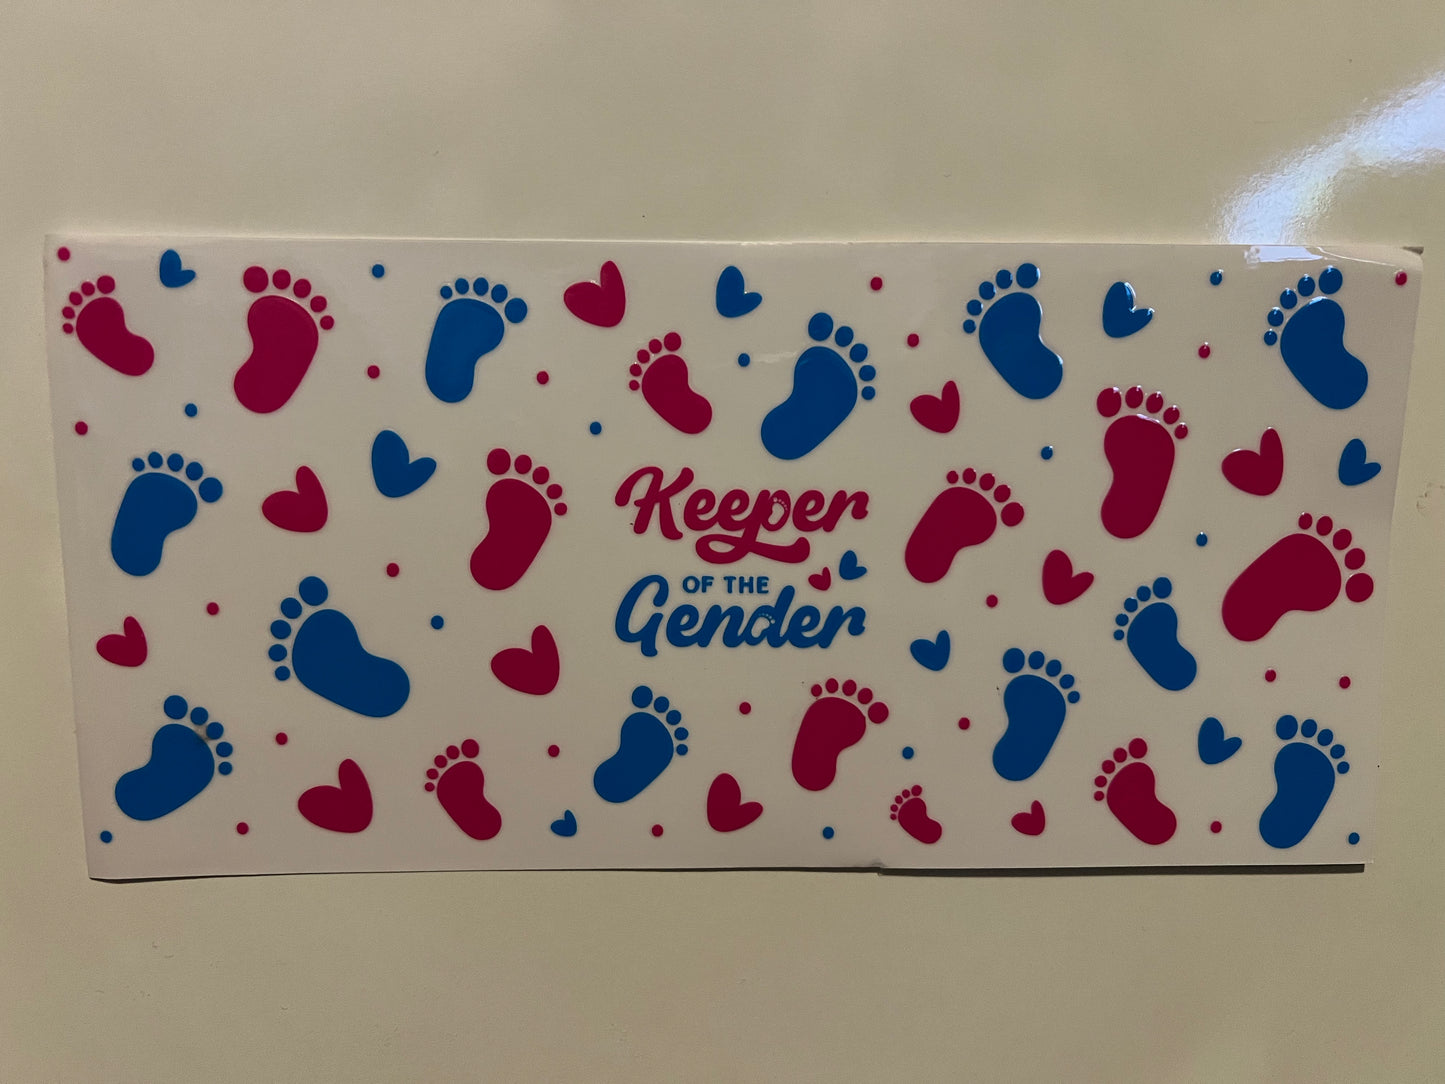 Keeper
OF THE
Gender